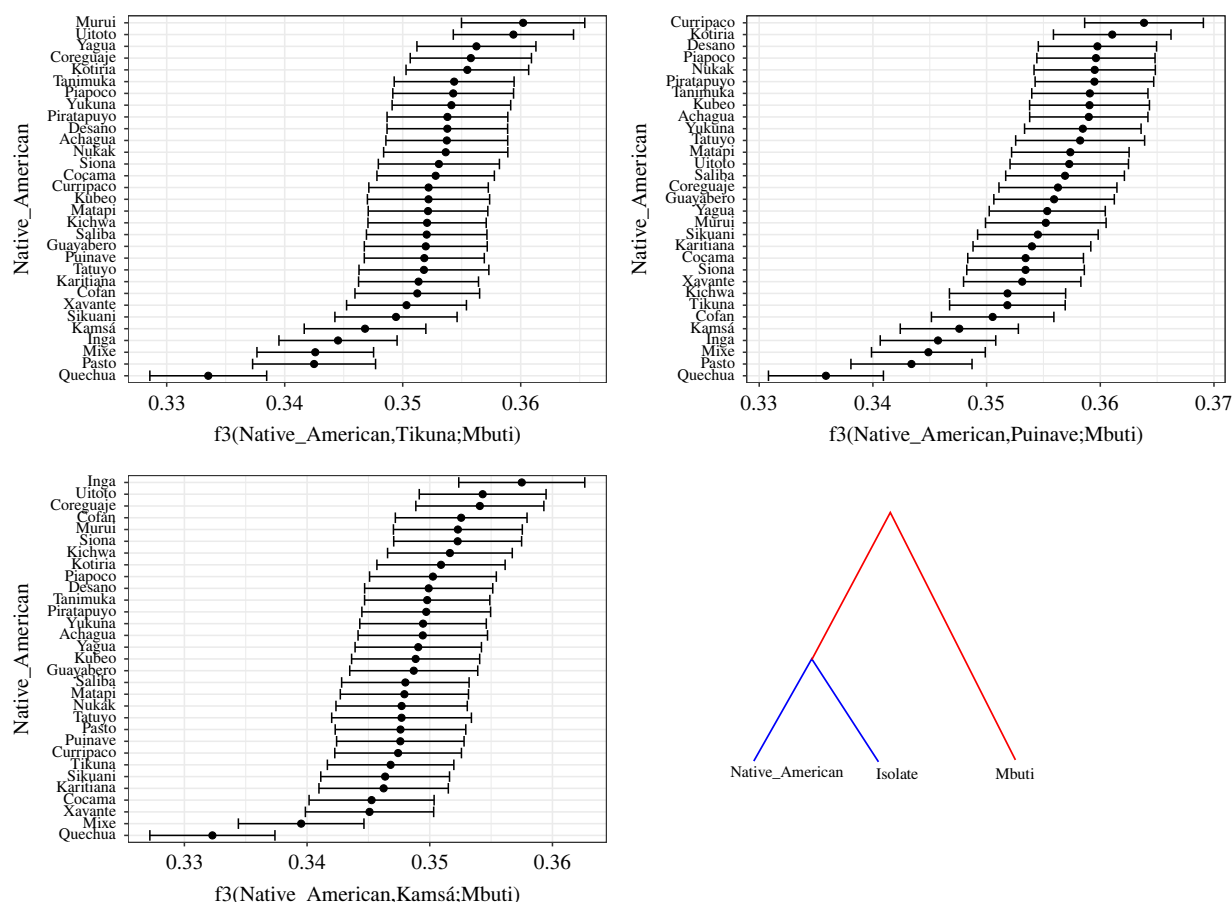 Native_American
Murui
Uitoto
Yagua
Coreguaje
Kotiria
Tanimuka
Piapoco
Yukuna
Piratapuyo
Desano
Achagua
Nukak
Siona
Cocama
Curripaco
Kubeo
Matapi
Kichwa
Saliba
Guayabero
Puinave
Tatuyo
Karitiana
Cofan
Xavante
Sikuani
Kamsá
Inga
Mixe
Pasto
Quechua
0.33 0.34 0.35 0.36
f3(Native_American,Tikuna;Mbuti)
Native_American
Curripaco
Kotiria
Desano
Piapoco
Nukak
Piratapuyo
Tanimuka
Kubeo
Achagua
Yukuna
Tatuyo
Matapi
Uitoto
Saliba
Coreguaje
Guayabero
Yagua
Murui
Sikuani
Karitiana
Cocama
Siona
Xavante
Kichwa
Tikuna
Cofan
Kamsá
Inga
Mixe
Pasto
Quechua
0.33 0.34 0.35 0.36 0.37
f3(Native_American,Puinave;Mbuti)
Native_American
Inga
Uitoto
Coreguaje
Cofan
Murui
Siona
Kichwa
Kotiria
Piapoco
Desano
Tanimuka
Piratapuyo
Yukuna
Achagua
Yagua
Kubeo
Guayabero
Saliba
Matapi
Nukak
Tatuyo
Pasto
Puinave
Curripaco
Tikuna
Sikuani
Karitiana
Cocama
Xavante
Mixe
Quechua
0.33 0.34 0.35 0.36
f3(Native_American,Kamsá;Mbuti)
Native_American Isolate Mbuti